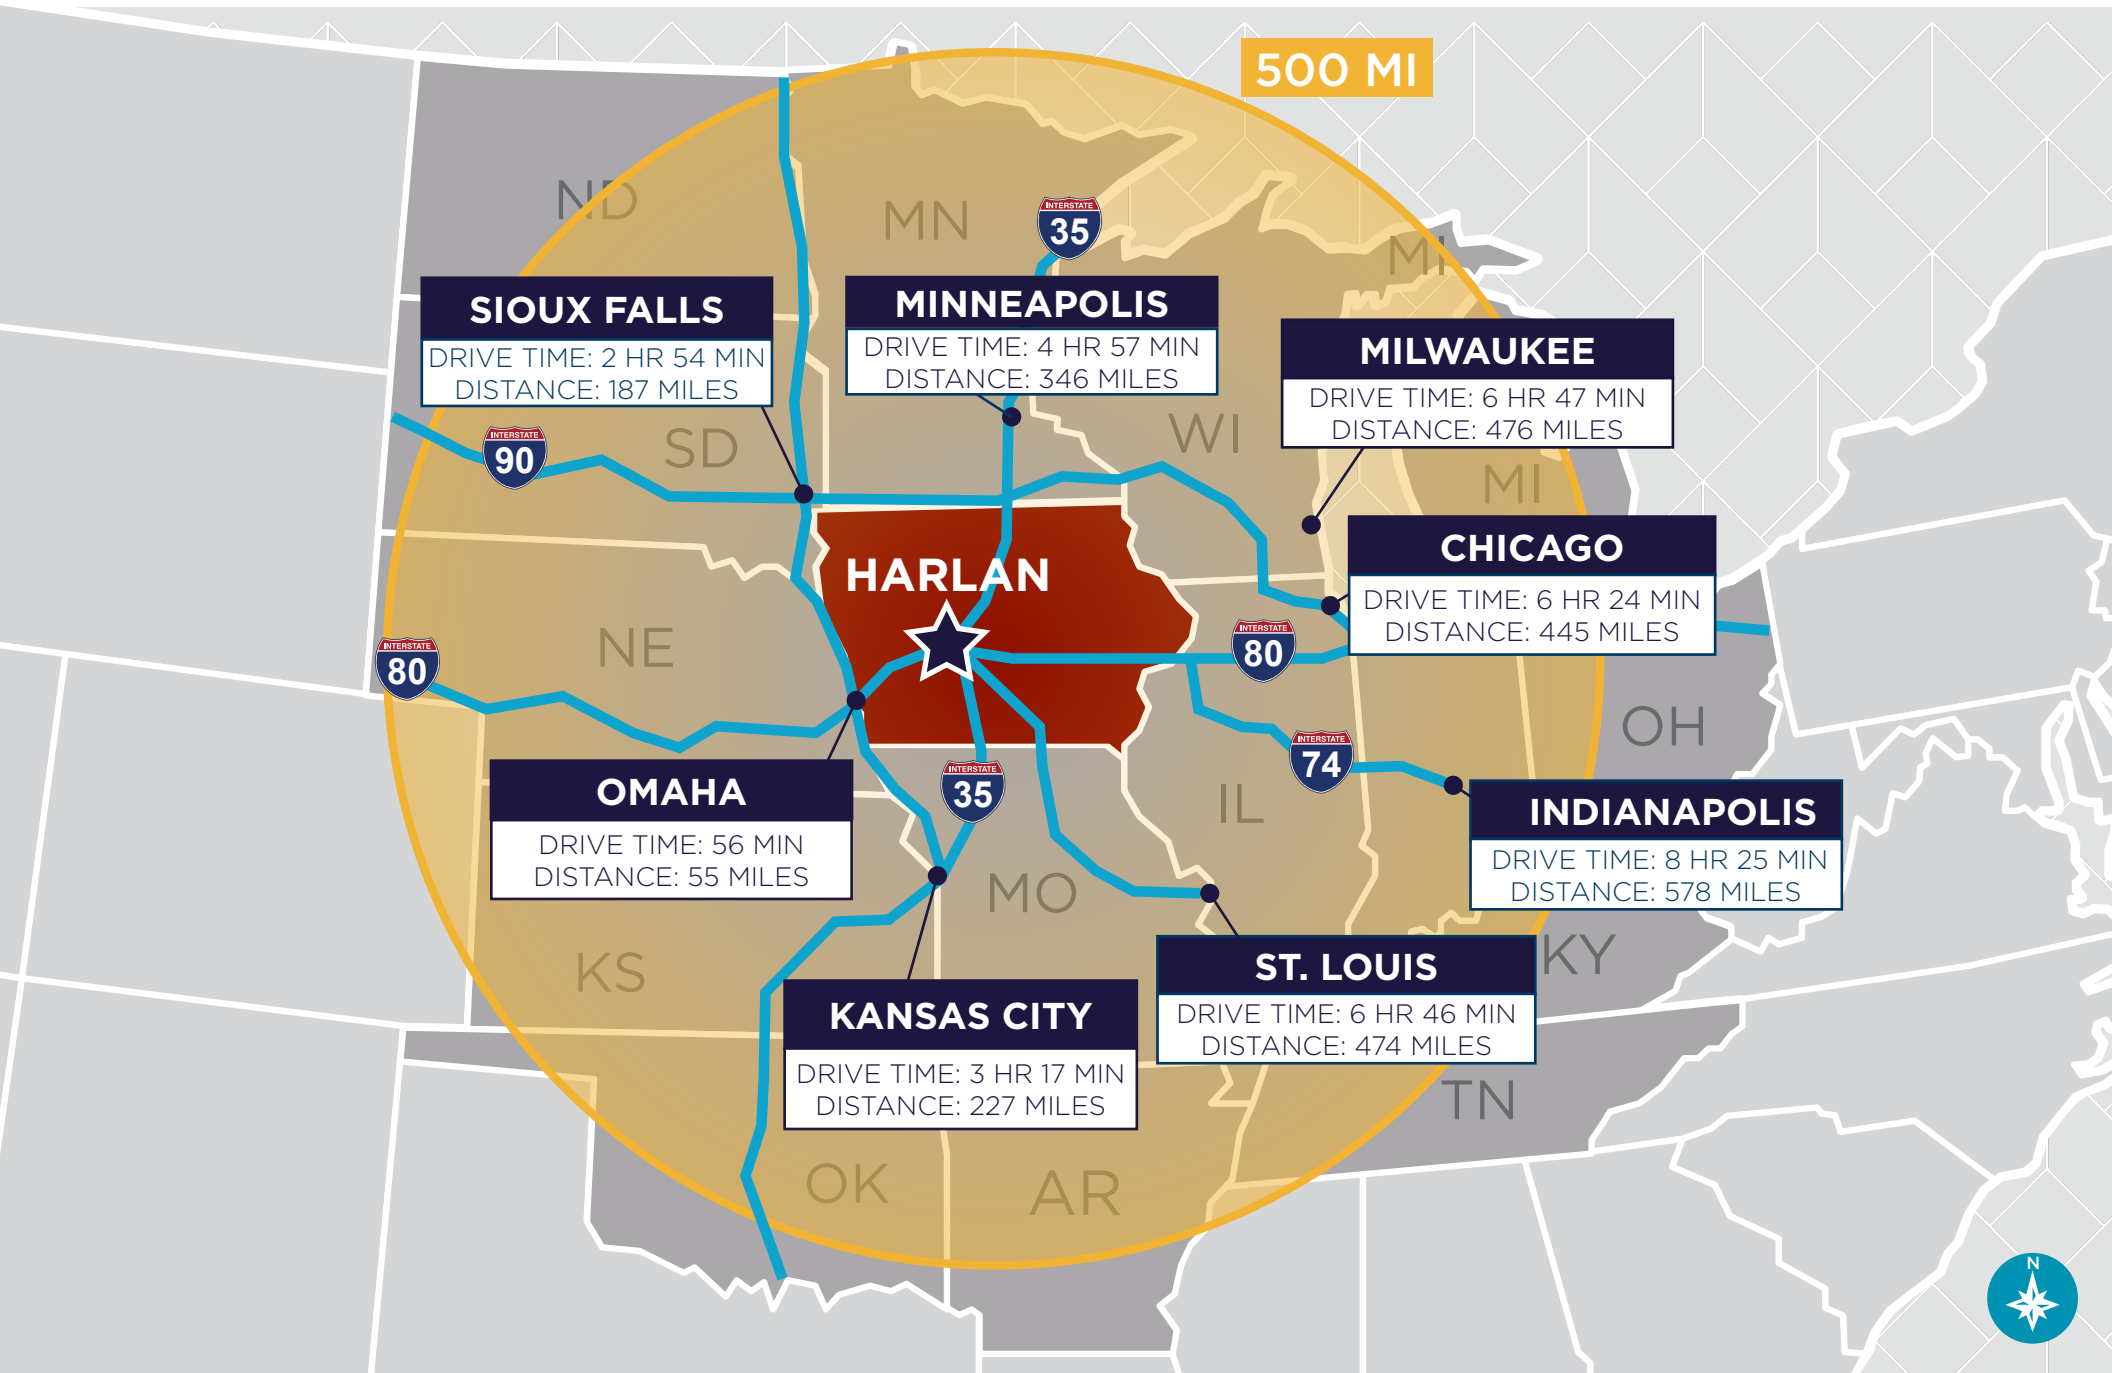 500 MI
ND
MN
INTERSTATE
35
MI
SIOUX FALLS
DRIVE TIME: 2 HR 54 MIN
DISTANCE: 187 MILES
MINNEAPOLIS
DRIVE TIME: 4 HR 57 MIN
DISTANCE: 346 MILES
MILWAUKEE
DRIVE TIME: 6 HR 47 MIN
DISTANCE: 476 MILES
INTERSTATE
90
SD
WI
MI
CHICAGO
DRIVE TIME: 6 HR 24 MIN
DISTANCE: 445 MILES
HARLAN
INTERSTATE
80
NE
INTERSTATE
80
OH
INTERSTATE
74
OMAHA
DRIVE TIME: 56 MIN
DISTANCE: 55 MILES
INTERSTATE
35
IL
INDIANAPOLIS
DRIVE TIME: 8 HR 25 MIN
DISTANCE: 578 MILES
MO
KS
KY
ST. LOUIS
DRIVE TIME: 6 HR 46 MIN
DISTANCE: 474 MILES
KANSAS CITY
DRIVE TIME: 3 HR 17 MIN
DISTANCE: 227 MILES
TN
OK
AR
N